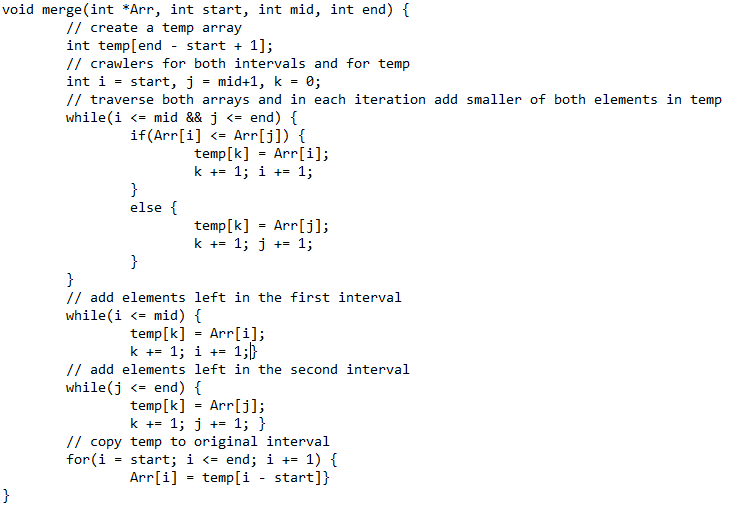 void merge(int *Arr, int start, int mid, int end) {
        // create a temp array
        int temp[end - start + 1];
        // crawlers for both intervals and for temp
        int i = start, j = mid+1, k = 0;
        // traverse both arrays and in each iteration add smaller of both elements in temp
        while(i <= mid && j <= end) {
                if(Arr[i] <= Arr[j]) {
                        temp[k] = Arr[i];
                        k += 1; i += 1;
                }
                else {
                        temp[k] = Arr[j];
                        k += 1; j += 1;
                }
        }
        // add elements left in the first interval
        while(i <= mid) {
                temp[k] = Arr[i];
                k += 1; i += 1;}
        // add elements left in the second interval
        while(j <= end) {
                temp[k] = Arr[j];
                k += 1; j += 1; }
        // copy temp to original interval
        for(i = start; i <= end; i += 1) {
                Arr[i] = temp[i - start]}
}